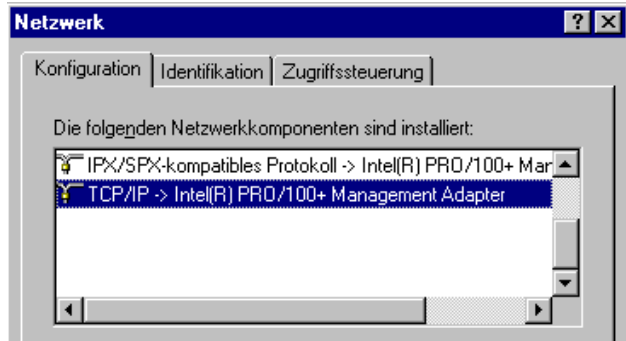 Netzwerk
Konfiguration Identifikation Zugriffssteuerung
Die folgenden Netzwerkkomponenten sind installiert:
IPX/SPX-kompatibles Protokoll -> Intel(R) PRO/100+ Mar
TCP/IP -> Intel(R) PRO/100+ Management Adapter